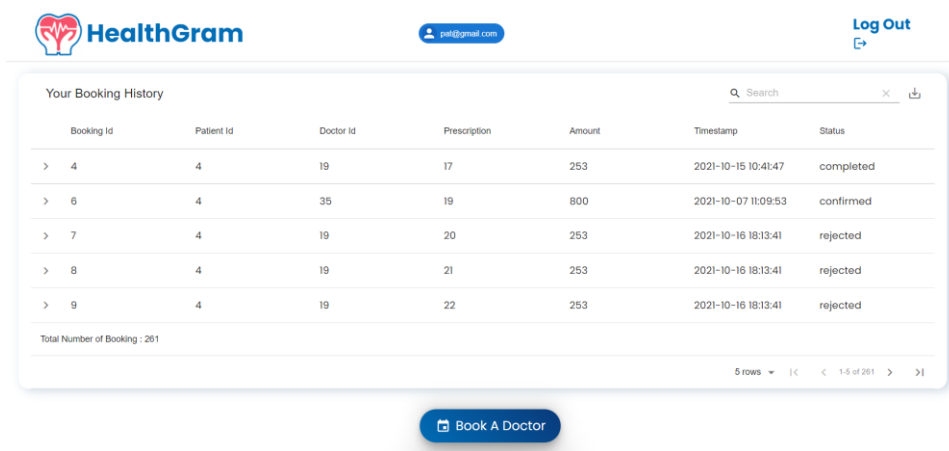 HealthGram
pat@gmail.com
Log Out
Your Booking History
Search
Booking Id Patient Id Doctor Id Prescription Amount Timestamp Status
4 4 19 17 253 2021-10-15 10:41:47 completed
6 4 35 19 800 2021-10-07 11:09:53 confirmed
7 4 19 20 253 2021-10-16 18:13:41 rejected
8 4 19 21 253 2021-10-16 18:13:41 rejected
9 4 19 22 253 2021-10-16 18:13:41 rejected
Total Number of Booking : 261
5 rows 1-5 of 261
Book A Doctor